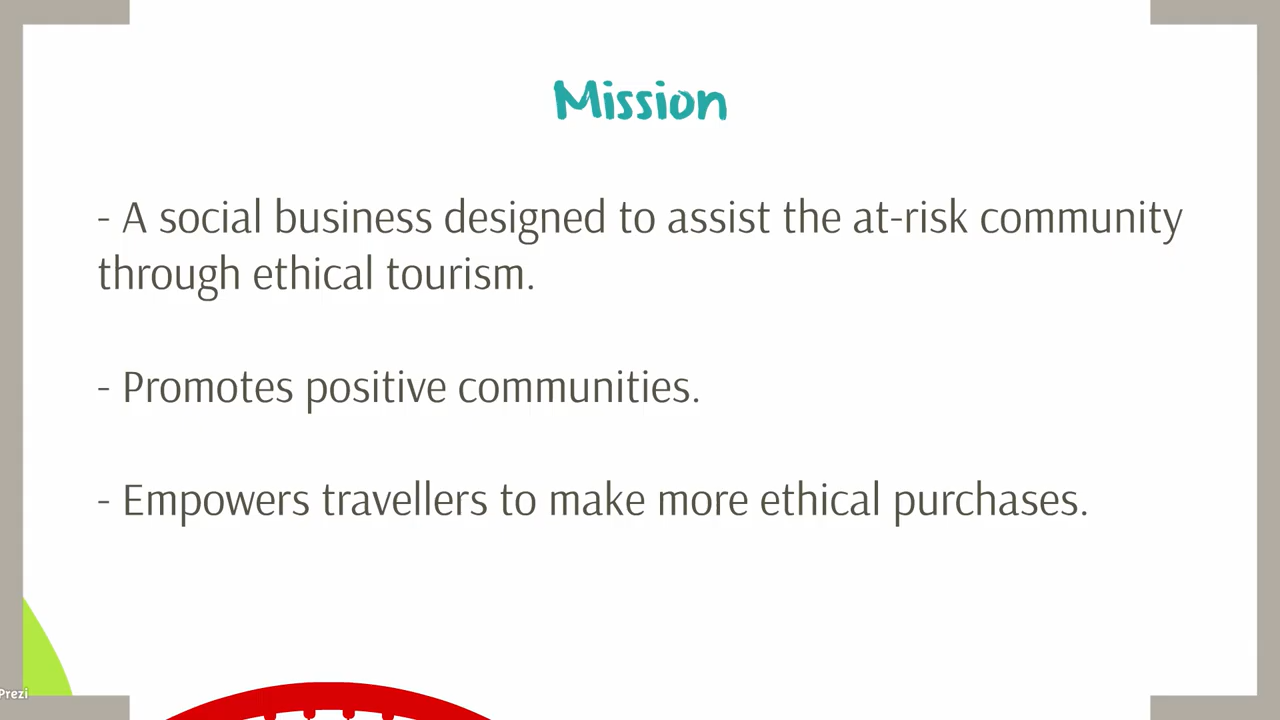 Mission
- A social business designed to assist the at-risk community
through ethical tourism.
- Promotes positive communities.
- Empowers travellers to make more ethical purchases.
Prezi